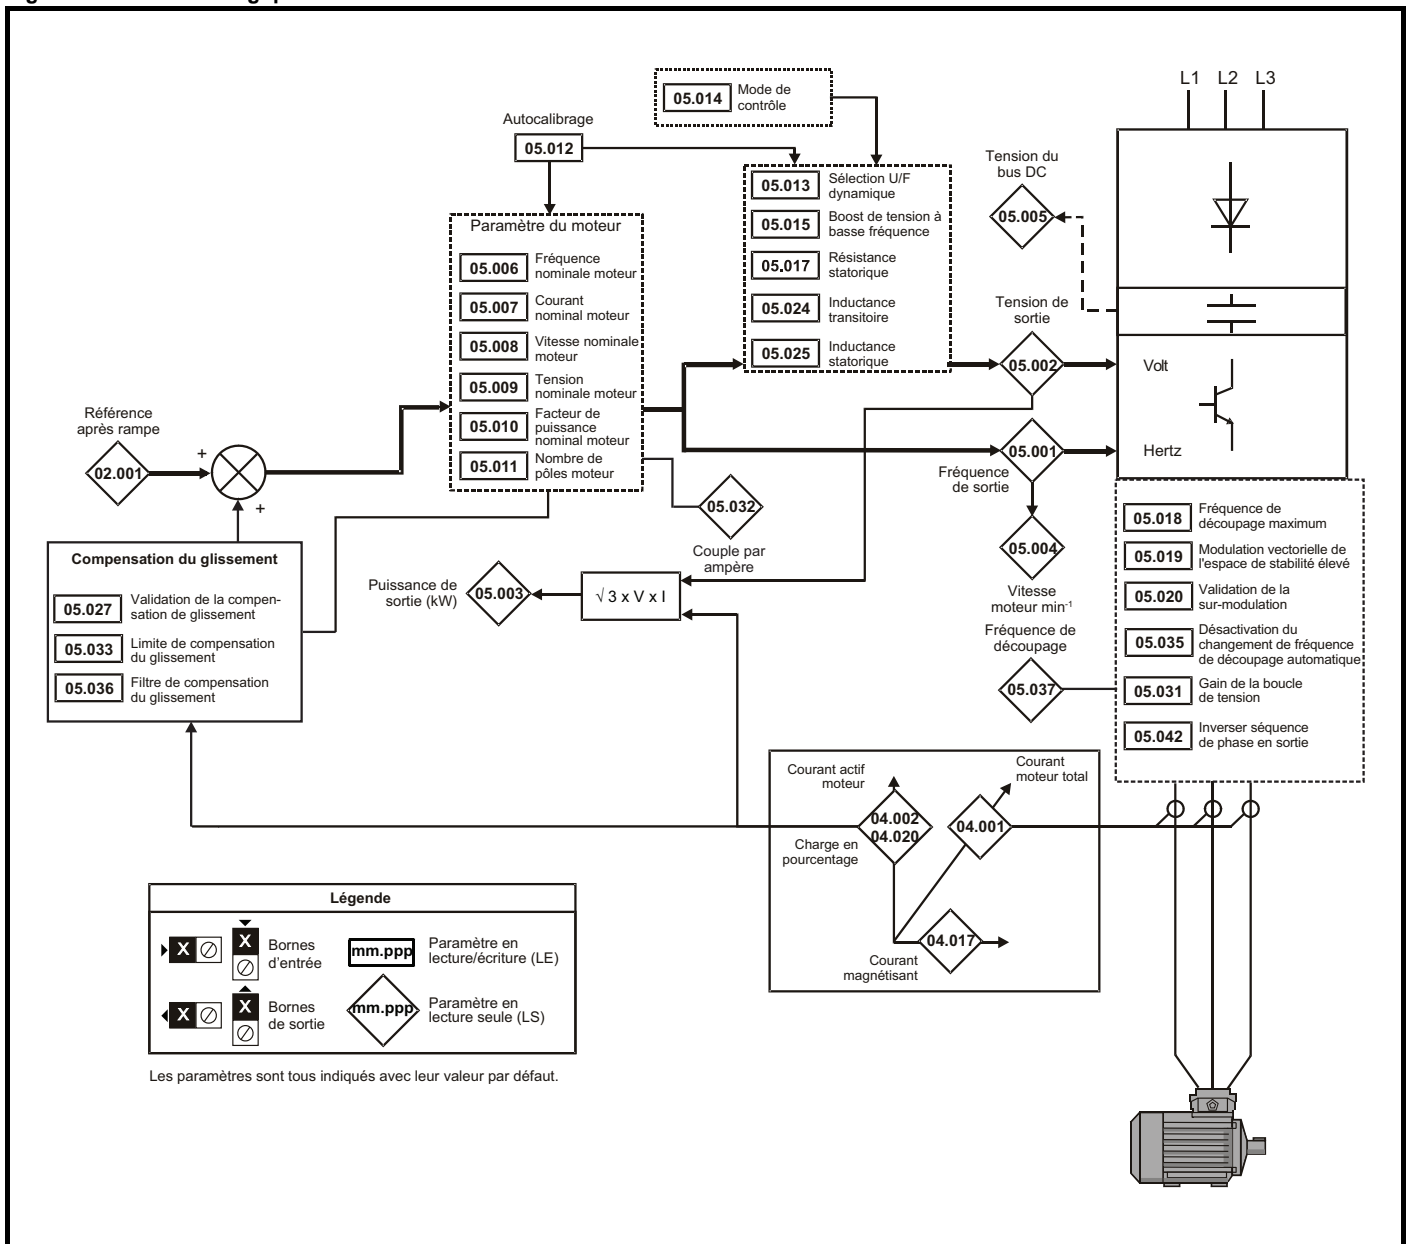 05.014
Mode de
contrôle
L1 L2 L3
Autocalibrage
05.012
Tension du
bus DC
05.005
05.013
Sélection U/F
dynamique
05.015
Boost de tension à
basse fréquence
05.017
Résistance
statorique
05.024
Inductance
transitoire
05.025
Inductance
statorique
Paramètre du moteur
05.006
Fréquence
nominale moteur
05.007
Courant
nominal moteur
05.008
Vitesse nominale
moteur
05.009
Tension
nominale moteur
05.010
Facteur de
puissance
nominal moteur
05.011
Nombre de
pôles moteur
Tension de
sortie
05.002
Volt
Référence
après rampe
02.001
+
+
05.001
Hertz
Fréquence
de sortie
05.032
Couple par
ampère
05.004
Vitesse
moteur min-1
05.018
Fréquence de
découpage maximum
05.019
Modulation vectorielle de
l'espace de stabilité élevé
05.020
Validation de la
sur-modulation
05.035
Désactivation du
changement de fréquence
de découpage automatique
05.031
Gain de la boucle
de tension
05.042
Inverser séquence
de phase en sortie
Compensation du glissement
05.027
Validation de la compen-
sation de glissement
05.033
Limite de compensation
du glissement
05.036
Filtre de compensation
du glissement
Puissance de
sortie (kW)
05.003
√ 3 x V x I
Fréquence de
découpage
05.037
Courant actif
moteur
Courant
moteur total
04.002
04.020
04.001
Charge en
pourcentage
04.017
Courant
magnétisant
Légende
X
X
Bornes
d’entrée
mm.ppp
Paramètre en
lecture/écriture (LE)
X
X
Bornes
de sortie
mm.ppp
Paramètre en
lecture seule (LS)
Les paramètres sont tous indiqués avec leur valeur par défaut.